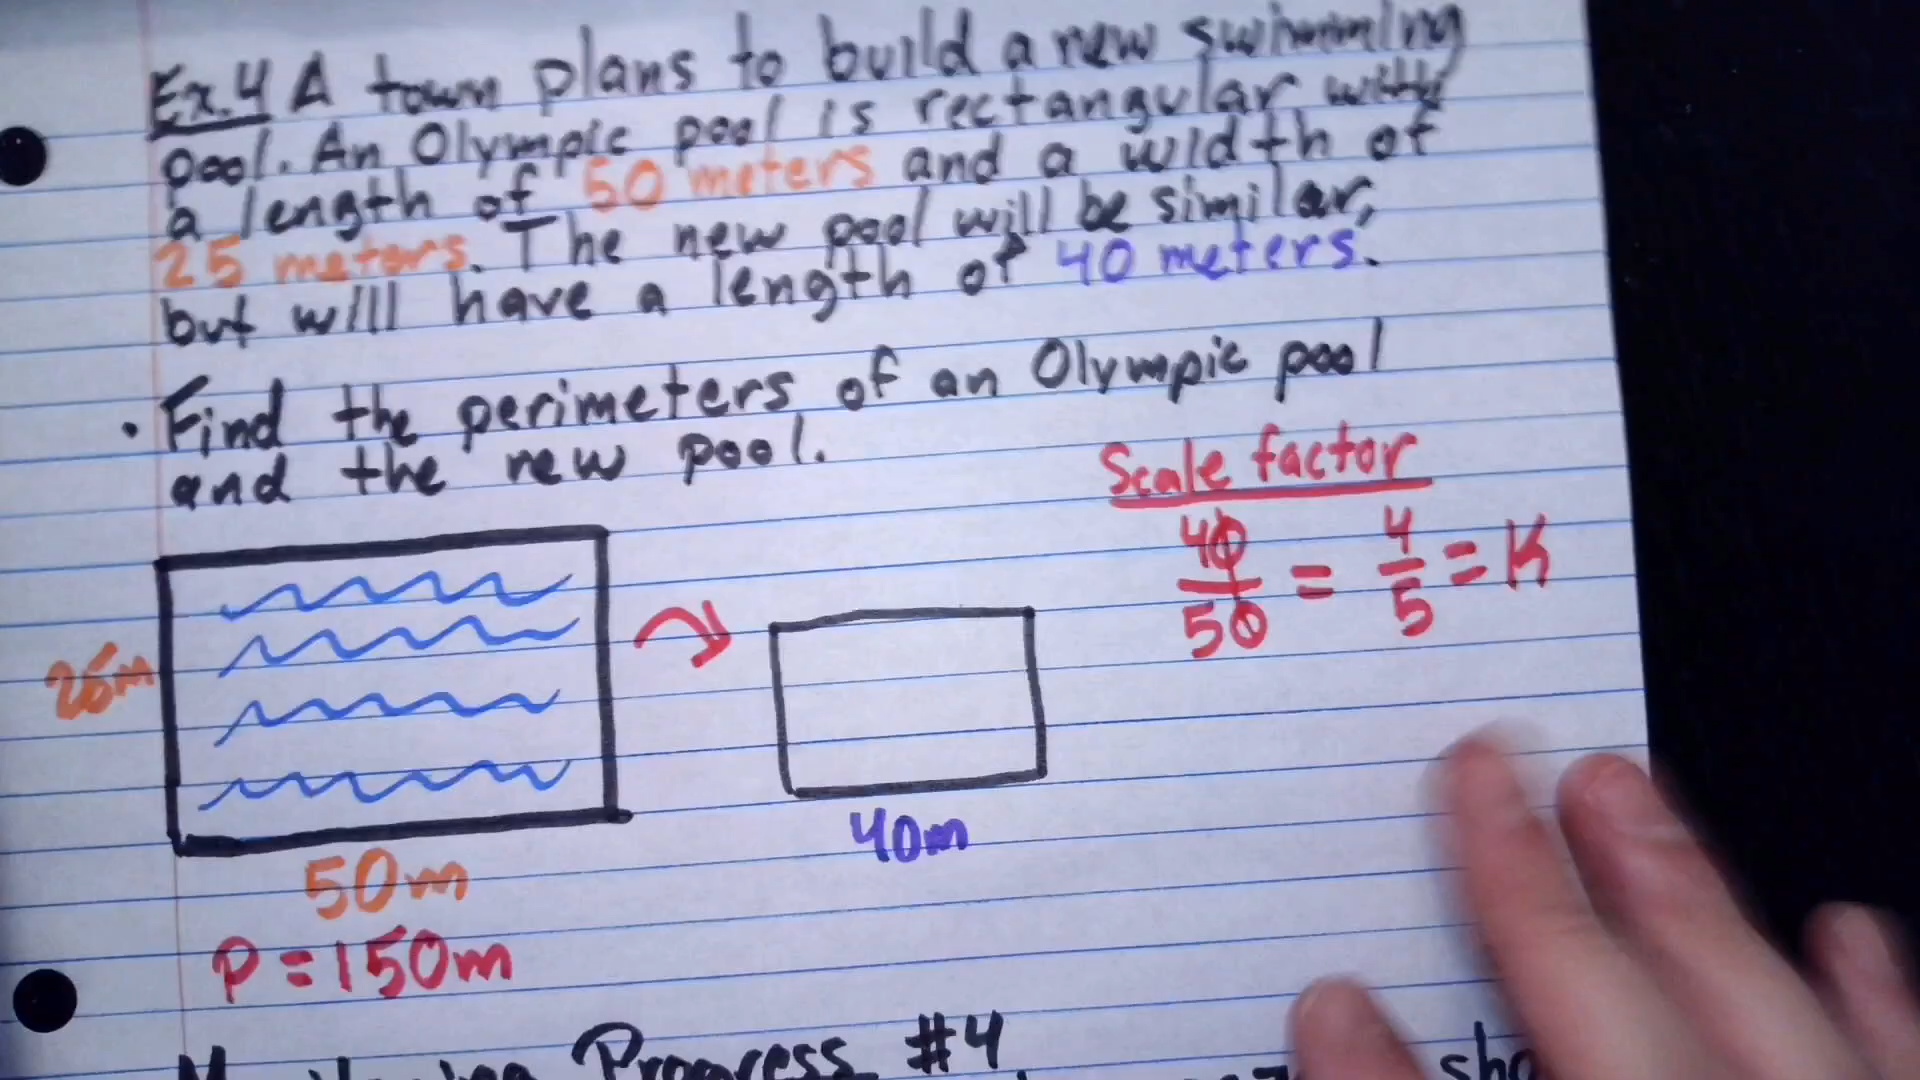 Ex.4 A town plans to build a new swimming
pool. An Olympic pool is rectangular with
a length of 50 meters and a width of
25 meters. The new pool will be similar,
but will have a length of 40 meters.
• Find the perimeters of an Olympic pool
and the new pool.
Scale factor
40/50 = 4/5 = K
25m
40m
50m
P = 150m
Progress #4